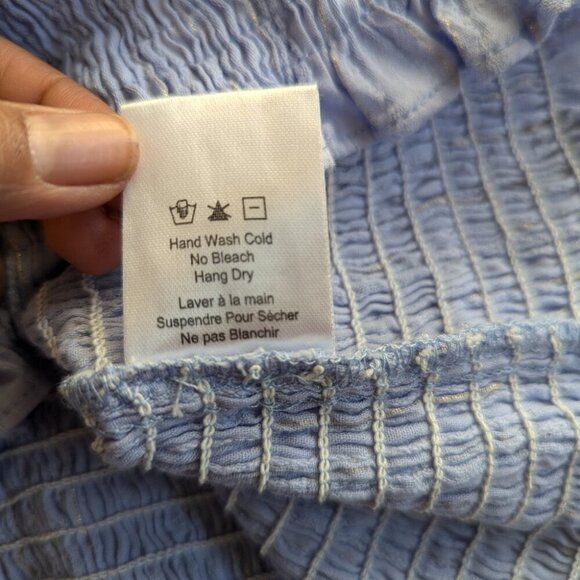 Hand Wash Cold
No Bleach
Hang Dry
Laver à la main
Suspendre Pour Sécher
Ne pas Blanchir